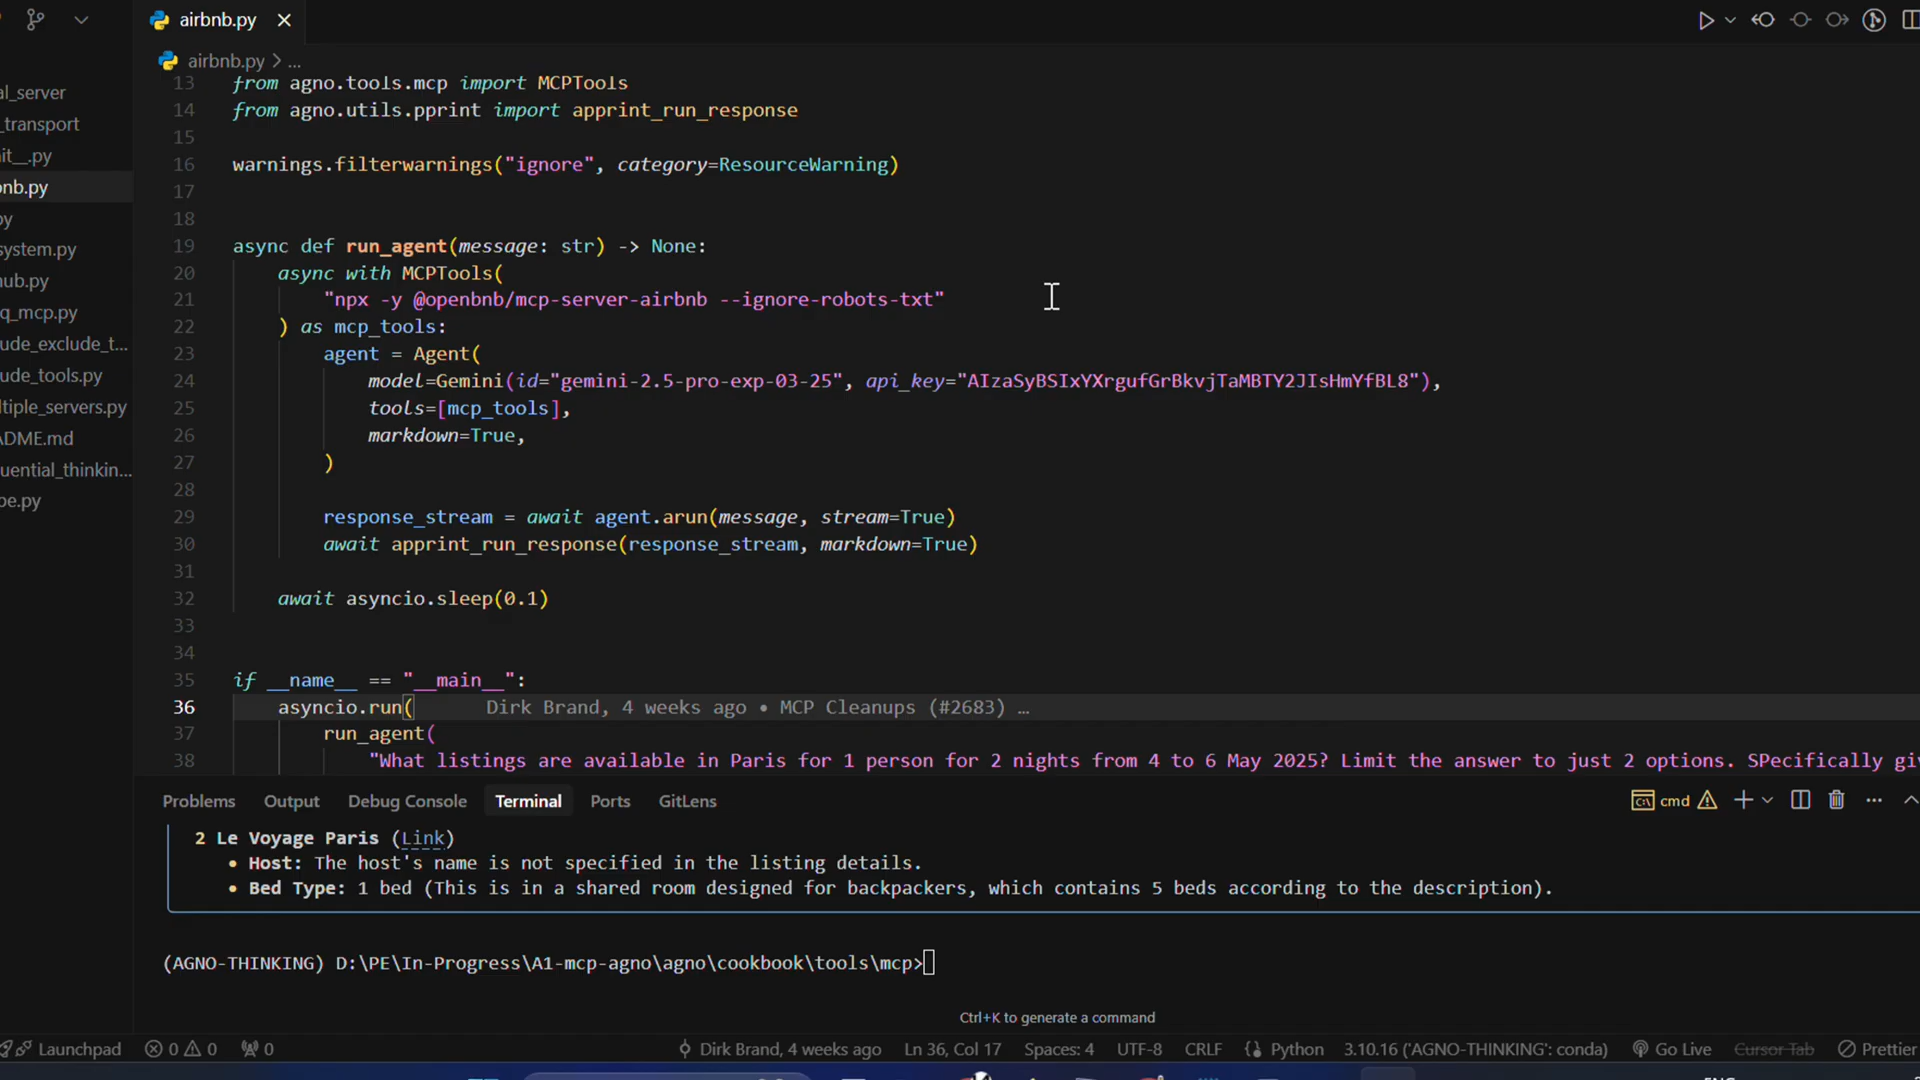 airbnb.py
airbnb.py > ...
al_server
_transport
it__.py
nb.py
py
system.py
ub.py
q_mcp.py
ude_exclude_t...
ude_tools.py
tiple_servers.py
DME.md
uential_thinkin...
pe.py
13 from agno.tools.mcp import MCPTools
14 from agno.utils.pprint import apprint_run_response
15
16 warnings.filterwarnings("ignore", category=ResourceWarning)
17
18
19 async def run_agent(message: str) -> None:
20 async with MCPTools(
21 "npx -y @openbnb/mcp-server-airbnb --ignore-robots-txt"
22 ) as mcp_tools:
23 agent = Agent(
24 model=Gemini(id="gemini-2.5-pro-exp-03-25", api_key="AIzaSyBSIxYXrgufGrBkvjTaMBTY2JIsHmYfBL8"),
25 tools=[mcp_tools],
26 markdown=True,
27 )
28
29 response_stream = await agent.arun(message, stream=True)
30 await apprint_run_response(response_stream, markdown=True)
31
32 await asyncio.sleep(0.1)
33
34
35 if __name__ == "__main__":
36 asyncio.run( Dirk Brand, 4 weeks ago • MCP Cleanups (#2683) …
37 run_agent(
38 "What listings are available in Paris for 1 person for 2 nights from 4 to 6 May 2025? Limit the answer to just 2 options. SPecifically gi
Problems Output Debug Console Terminal Ports GitLens cmd
2 Le Voyage Paris (Link)
• Host: The host's name is not specified in the listing details.
• Bed Type: 1 bed (This is in a shared room designed for backpackers, which contains 5 beds according to the description).
(AGNO-THINKING) D:\PE\In-Progress\A1-mcp-agno\agno\cookbook\tools\mcp>
Ctrl+K to generate a command
Launchpad 0 0 0 Dirk Brand, 4 weeks ago Ln 36, Col 17 Spaces: 4 UTF-8 CRLF Python 3.10.16 ('AGNO-THINKING': conda) Go Live Cursor Tab Prettier